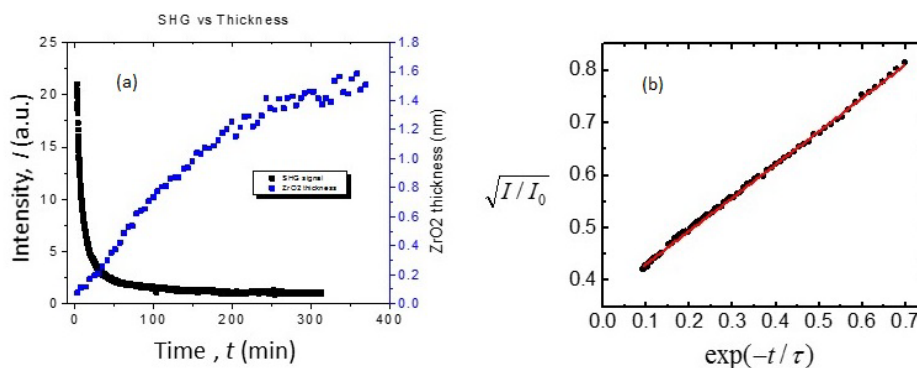 SHG vs Thickness
(a)
25
20
15
10
5
0
Intensity, I (a.u.)
1.8
1.6
1.4
1.2
1.0
0.8
0.6
0.4
0.2
0.0
ZrO2 thickness (nm)
SHG signal
ZrO2 thickness
0 100 200 300 400
Time , t (min)
(b)
0.8
0.7
0.6
0.5
0.4
√I / I₀
0.0 0.1 0.2 0.3 0.4 0.5 0.6 0.7
exp(−t / τ)